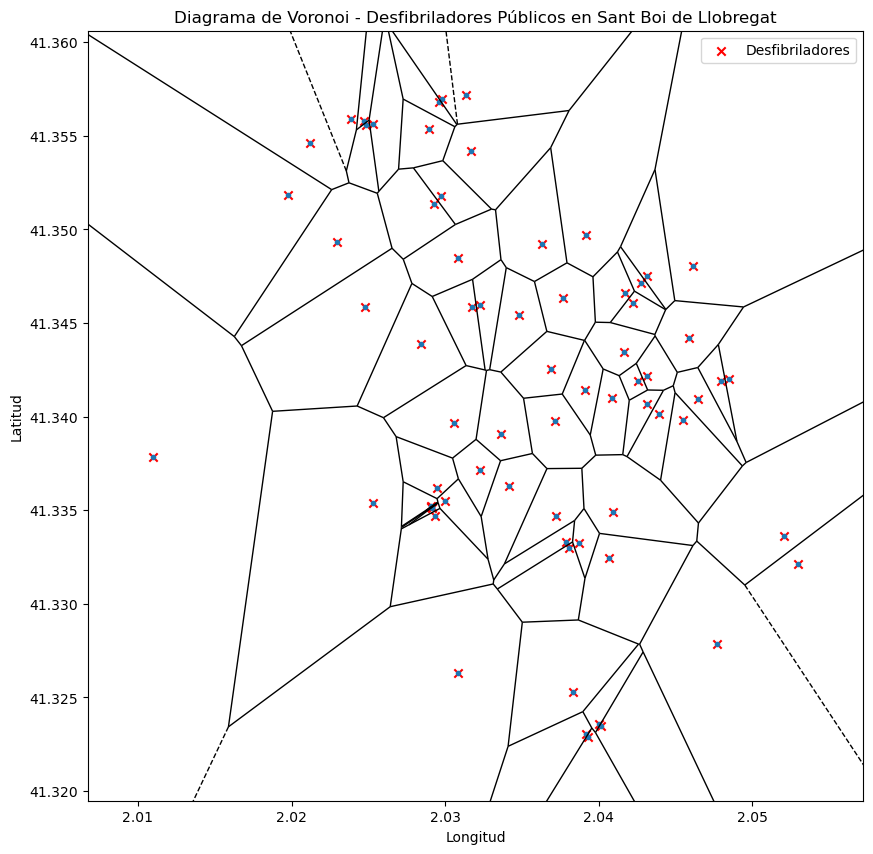 Diagrama de Voronoi - Desfibriladores Públicos en Sant Boi de Llobregat
Desfibriladores
41.360
41.355
41.350
41.345
41.340
41.335
41.330
41.325
41.320
Latitud
2.01 2.02 2.03 2.04 2.05
Longitud